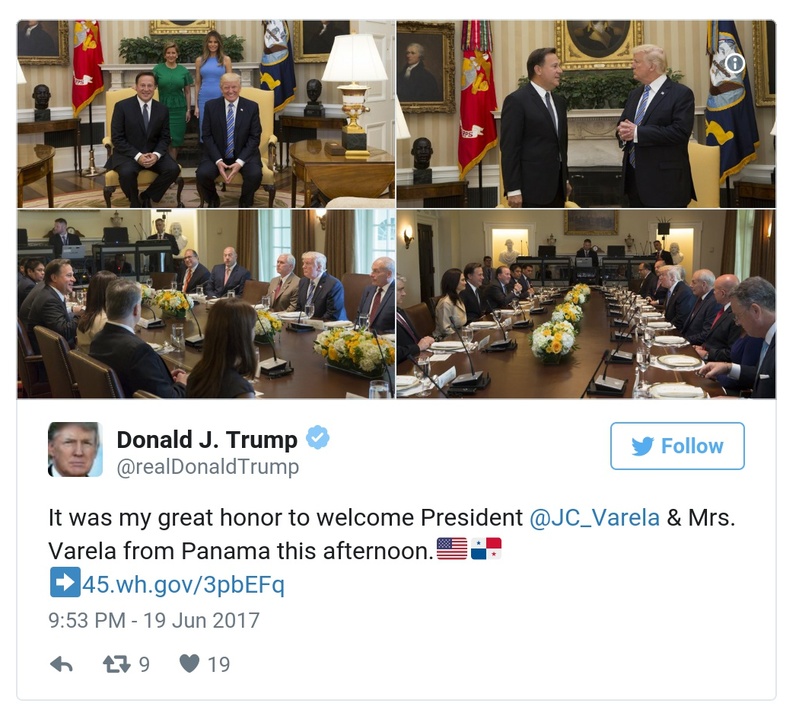 Donald J. Trump
@realDonaldTrump
Follow
It was my great honor to welcome President @JC_Varela & Mrs.
Varela from Panama this afternoon.🇺🇸🇵🇦
➡45.wh.gov/3pbEFq
9:53 PM - 19 Jun 2017
9 19